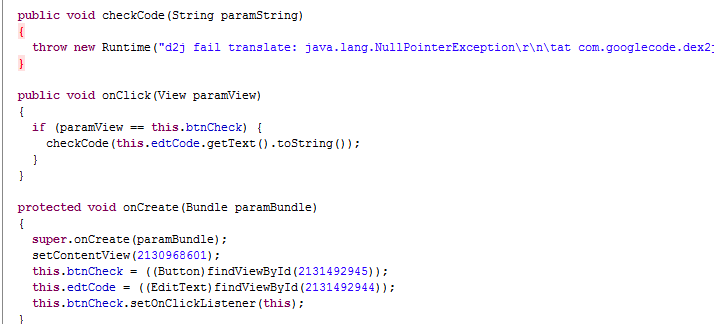 public void checkCode(String paramString)
{
throw new Runtime("d2j fail translate: java.lang.NullPointerException\r\n\tat com.googlecode.dex2j
}
public void onClick(View paramView)
{
if (paramView == this.btnCheck) {
checkCode(this.edtCode.getText().toString());
}
}
protected void onCreate(Bundle paramBundle)
{
super.onCreate(paramBundle);
setContentView(2130968601);
this.btnCheck = ((Button)findViewById(2131492945));
this.edtCode = ((EditText)findViewById(2131492944));
this.btnCheck.setOnClickListener(this);
}